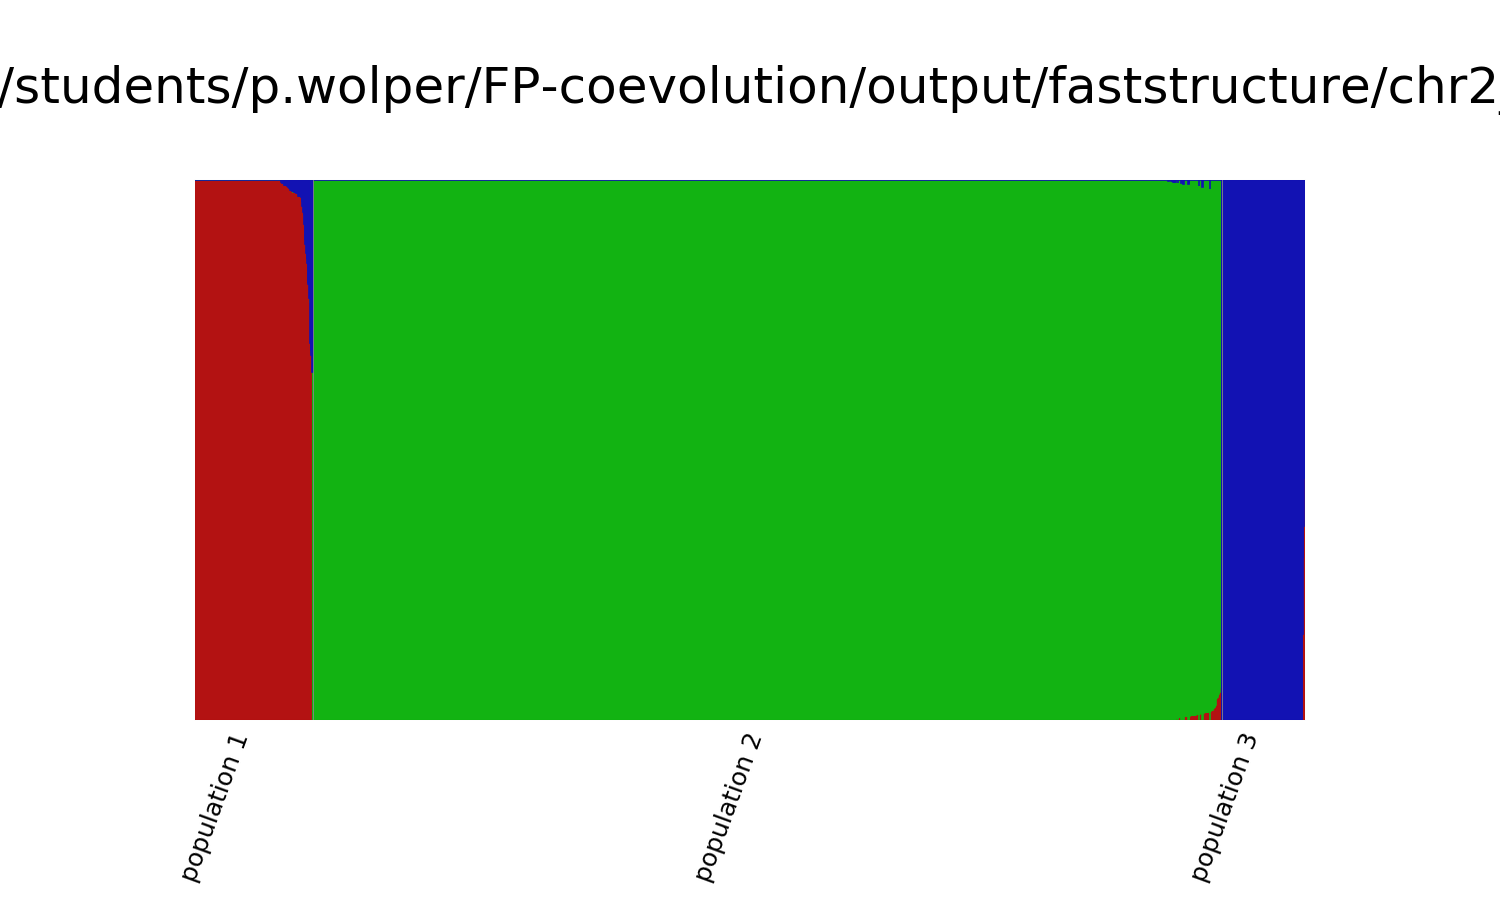 /students/p.wolper/FP-coevolution/output/faststructure/chr2
population 1
population 2
population 3